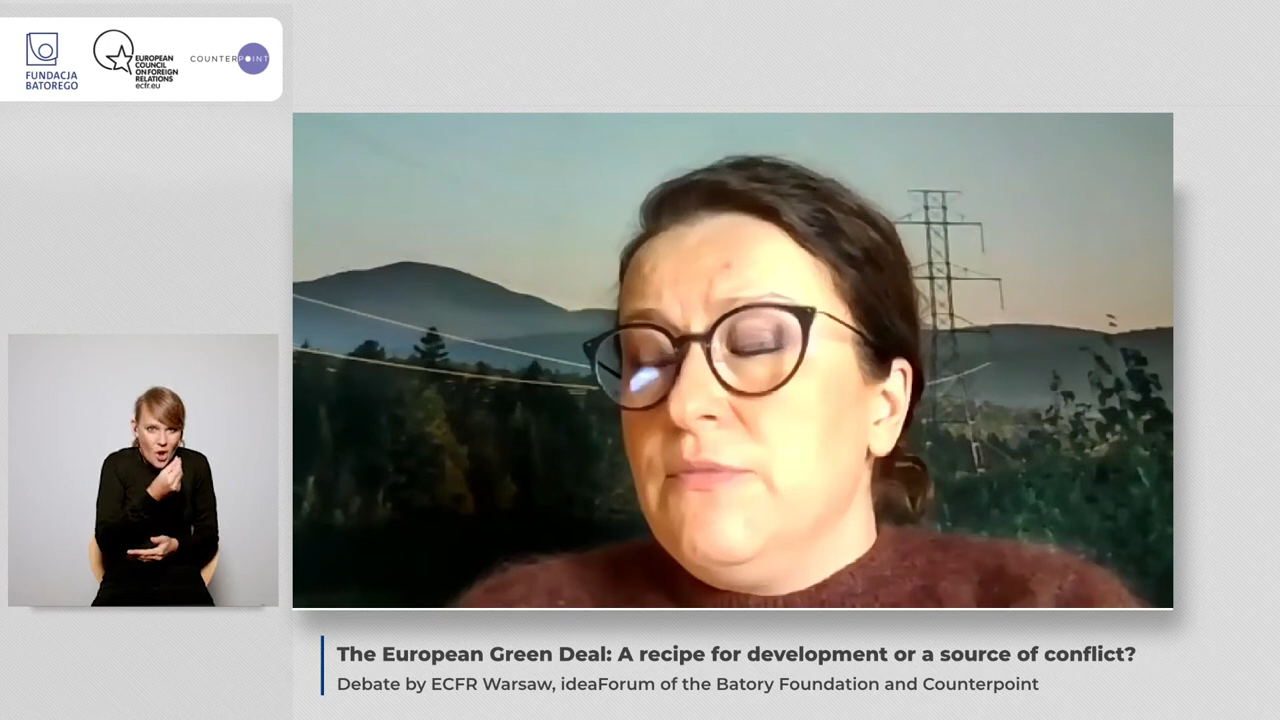 FUNDACJA
BATOREGO
EUROPEAN
COUNCIL
ON FOREIGN
RELATIONS
ecfr.eu
COUNTERPOINT
The European Green Deal: A recipe for development or a source of conflict?
Debate by ECFR Warsaw, ideaForum of the Batory Foundation and Counterpoint